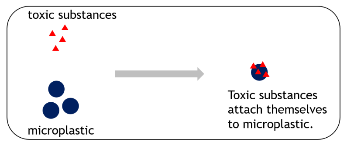 toxic substances
microplastic
Toxic substances
attach themselves
to microplastic.